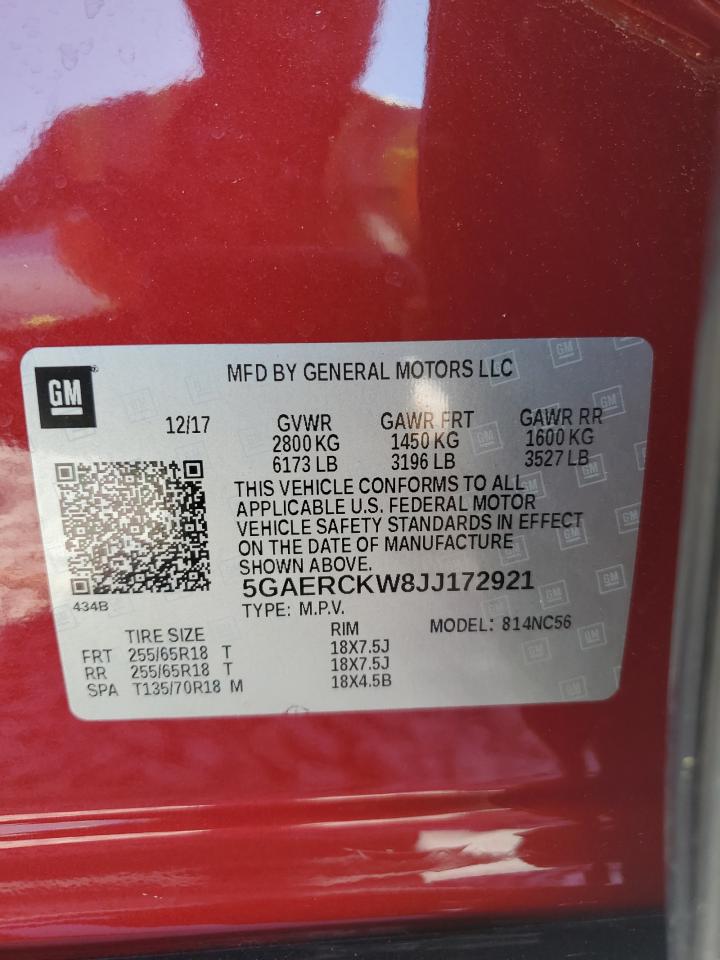 GM
MFD BY GENERAL MOTORS LLC
12/17 GVWR GAWR FRT GAWR RR
2800 KG 1450 KG 1600 KG
6173 LB 3196 LB 3527 LB
THIS VEHICLE CONFORMS TO ALL
APPLICABLE U.S. FEDERAL MOTOR
VEHICLE SAFETY STANDARDS IN EFFECT
ON THE DATE OF MANUFACTURE
SHOWN ABOVE.
5GAERCKW8JJ172921
434B
TYPE: M.P.V. MODEL: 814NC56
TIRE SIZE RIM
FRT 255/65R18 T 18X7.5J
RR 255/65R18 T 18X7.5J
SPA T135/70R18 M 18X4.5B